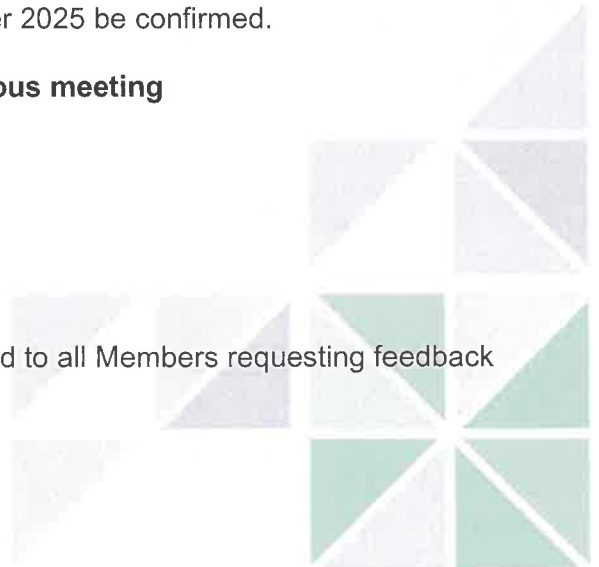 er 2025 be confirmed.
ous meeting
d to all Members requesting feedback